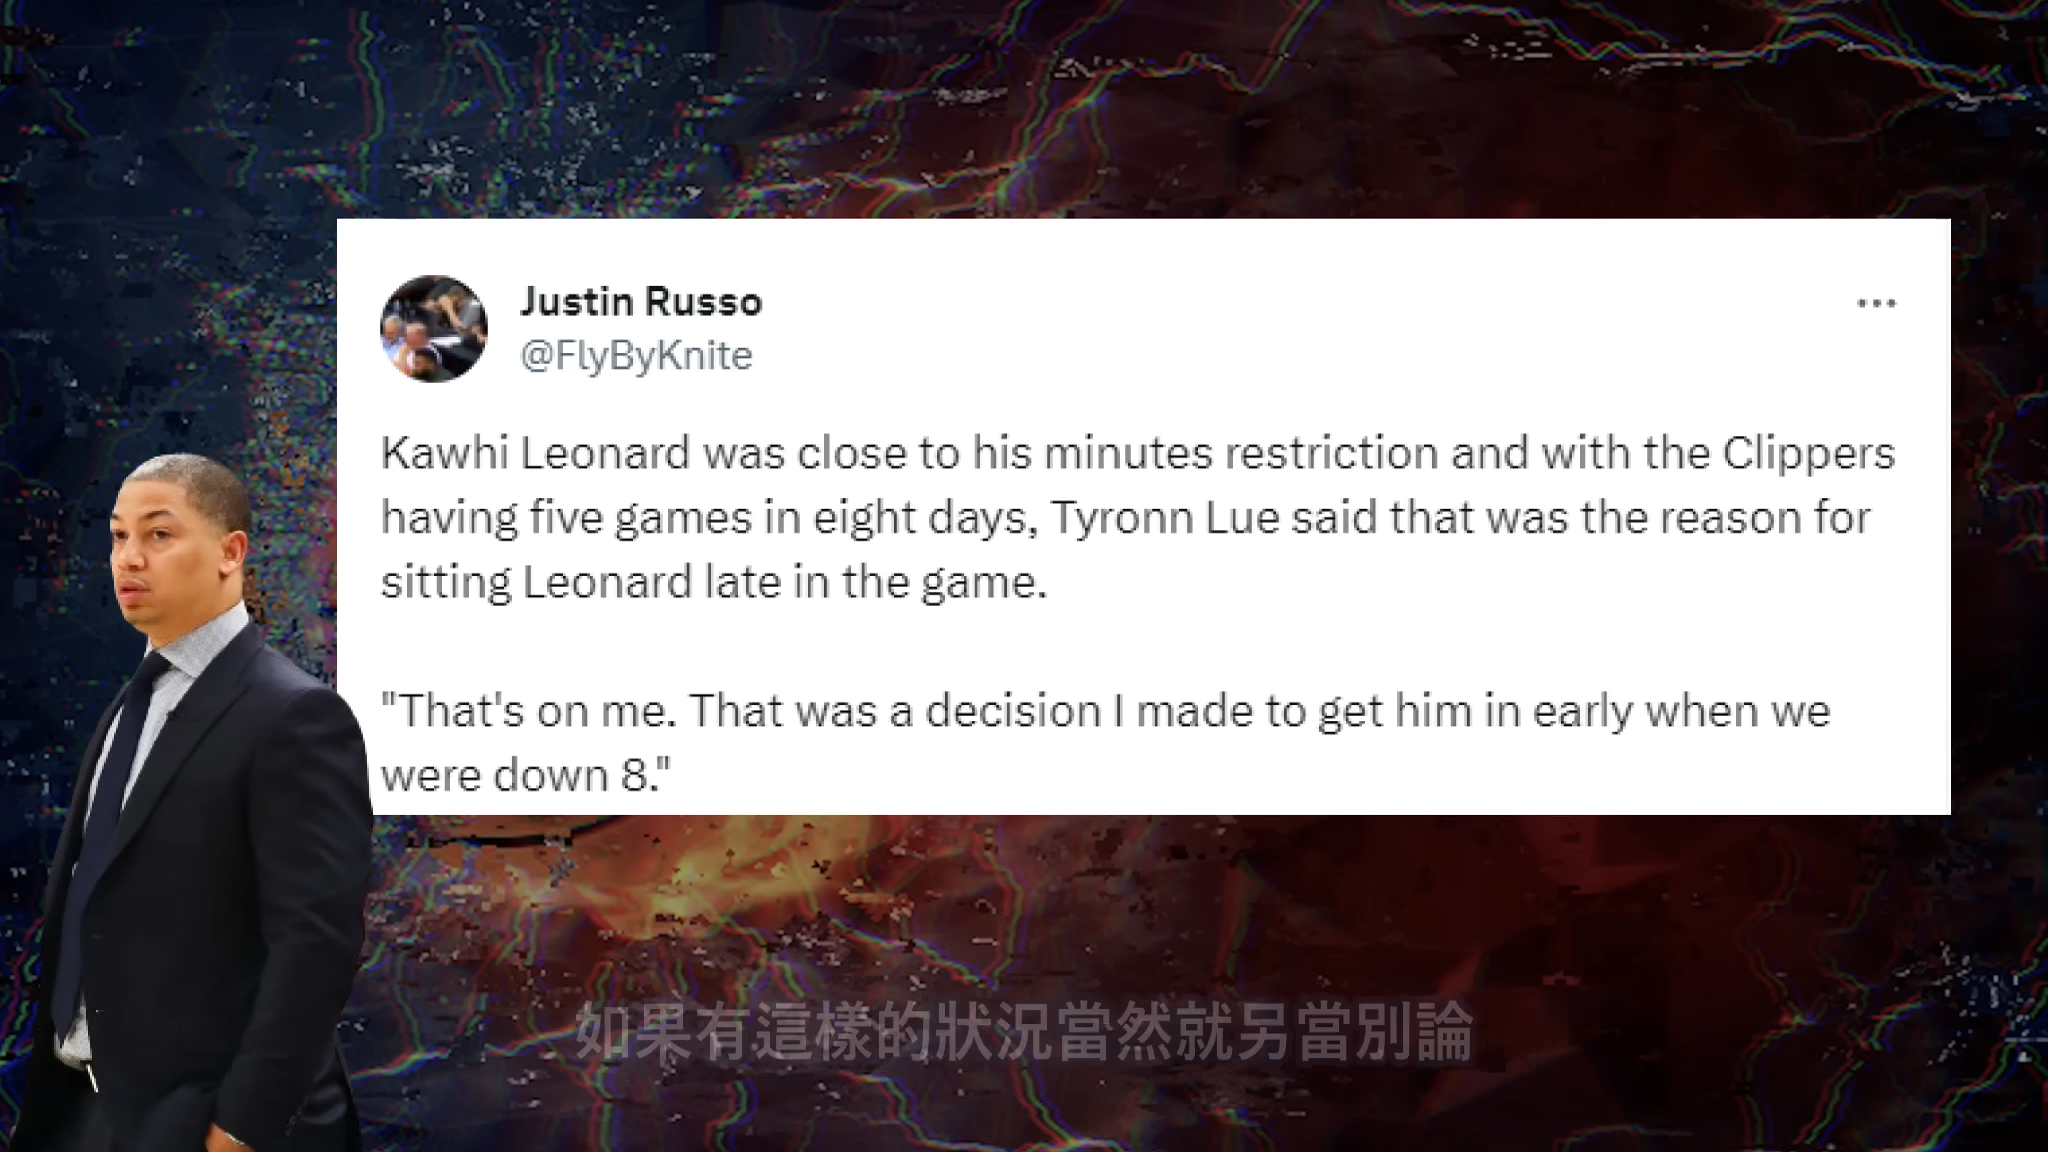 Justin Russo
@FlyByKnite
Kawhi Leonard was close to his minutes restriction and with the Clippers
having five games in eight days, Tyronn Lue said that was the reason for
sitting Leonard late in the game.
"That's on me. That was a decision I made to get him in early when we
were down 8."
如果有這樣的狀況當然就另當別論